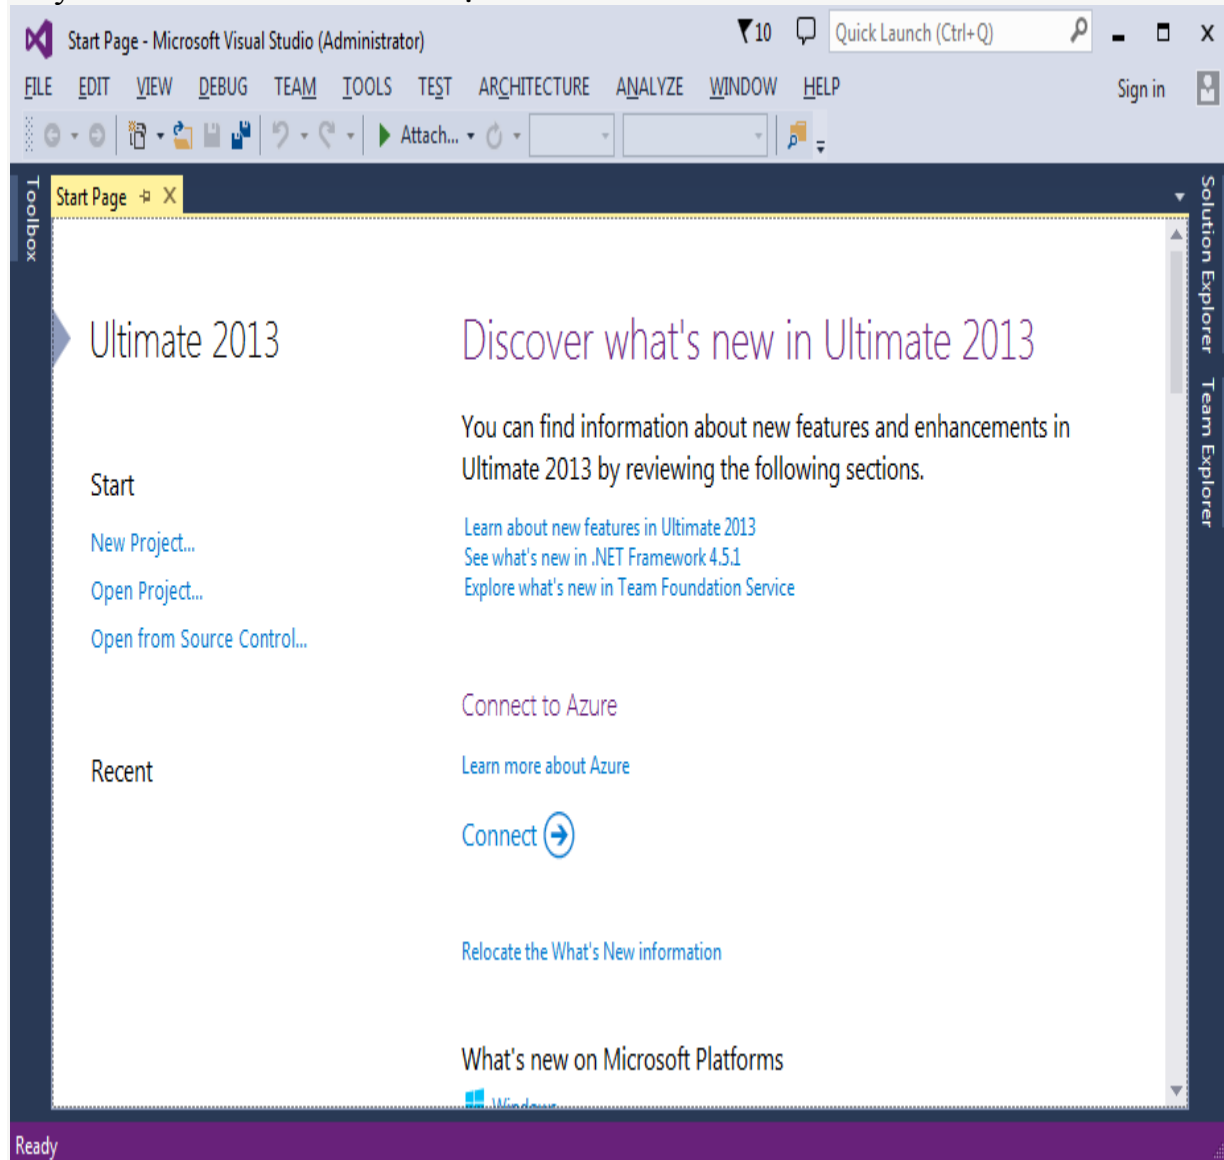 Start Page - Microsoft Visual Studio (Administrator)
10
Quick Launch (Ctrl+Q)
FILE EDIT VIEW DEBUG TEAM TOOLS TEST ARCHITECTURE ANALYZE WINDOW HELP
Sign in
Attach...
Toolbox
Start Page
Solution Explorer
Team Explorer
Ultimate 2013
Start
New Project...
Open Project...
Open from Source Control...
Recent
Discover what's new in Ultimate 2013
You can find information about new features and enhancements in
Ultimate 2013 by reviewing the following sections.
Learn about new features in Ultimate 2013
See what's new in .NET Framework 4.5.1
Explore what's new in Team Foundation Service
Connect to Azure
Learn more about Azure
Connect
Relocate the What's New information
What's new on Microsoft Platforms
Windows
Ready